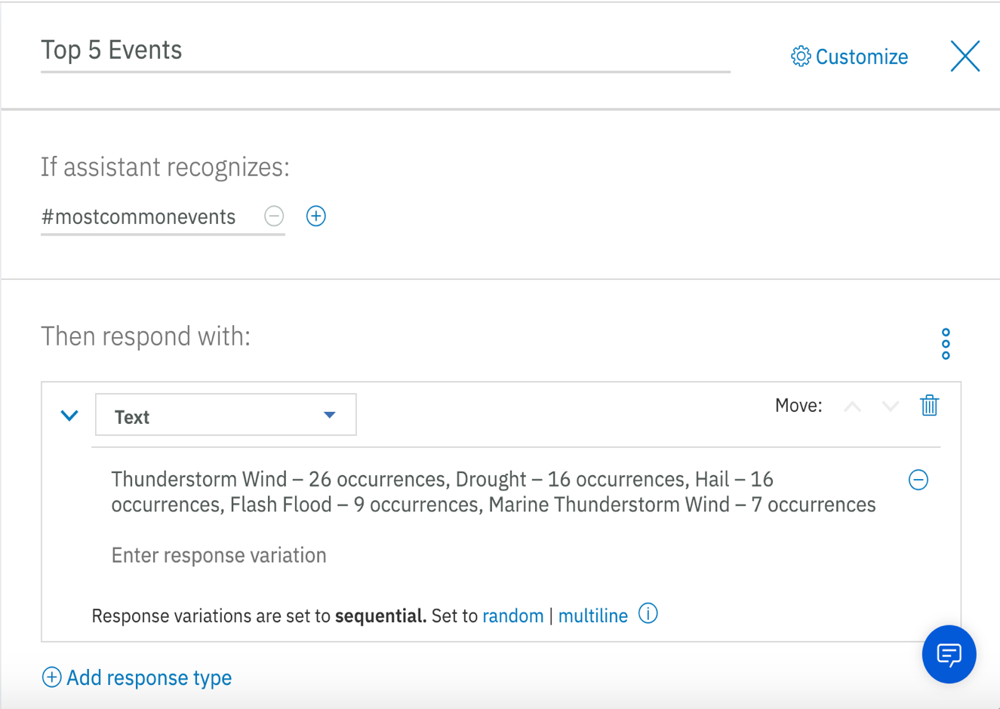 Top 5 Events
Customize
If assistant recognizes:
#mostcommonevents
Then respond with:
Text
Move:
Thunderstorm Wind – 26 occurrences, Drought – 16 occurrences, Hail – 16
occurrences, Flash Flood – 9 occurrences, Marine Thunderstorm Wind – 7 occurrences
Enter response variation
Response variations are set to sequential. Set to random | multiline
Add response type